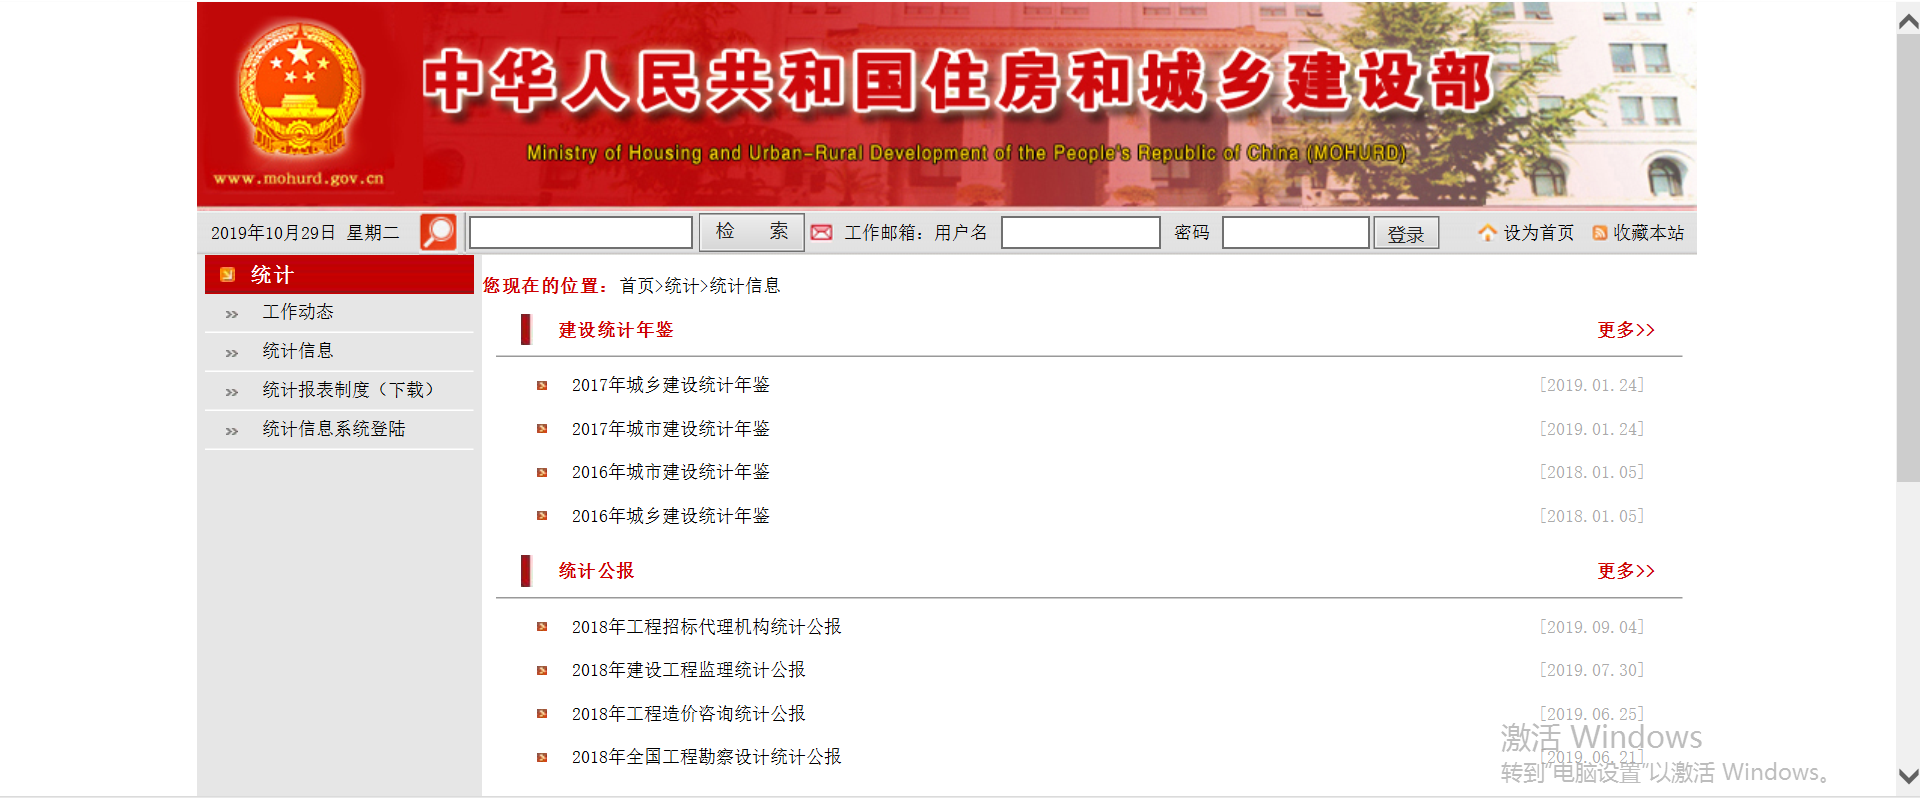 中华人民共和国住房和城乡建设部
Ministry of Housing and Urban-Rural Development of the People's Republic of China (MOHURD)
www.mohurd.gov.cn
2019年10月29日 星期二 检 索 工作邮箱：用户名 密码 登录 设为首页 收藏本站
统计
工作动态
统计信息
统计报表制度（下载）
统计信息系统登陆
您现在的位置：首页>统计>统计信息
建设统计年鉴 更多>>
2017年城乡建设统计年鉴 [2019.01.24]
2017年城市建设统计年鉴 [2019.01.24]
2016年城市建设统计年鉴 [2018.01.05]
2016年城乡建设统计年鉴 [2018.01.05]
统计公报 更多>>
2018年工程招标代理机构统计公报 [2019.09.04]
2018年建设工程监理统计公报 [2019.07.30]
2018年工程造价咨询统计公报 [2019.06.25]
2018年全国工程勘察设计统计公报 [2019.06.21]
激活 Windows
转到"电脑设置"以激活 Windows。